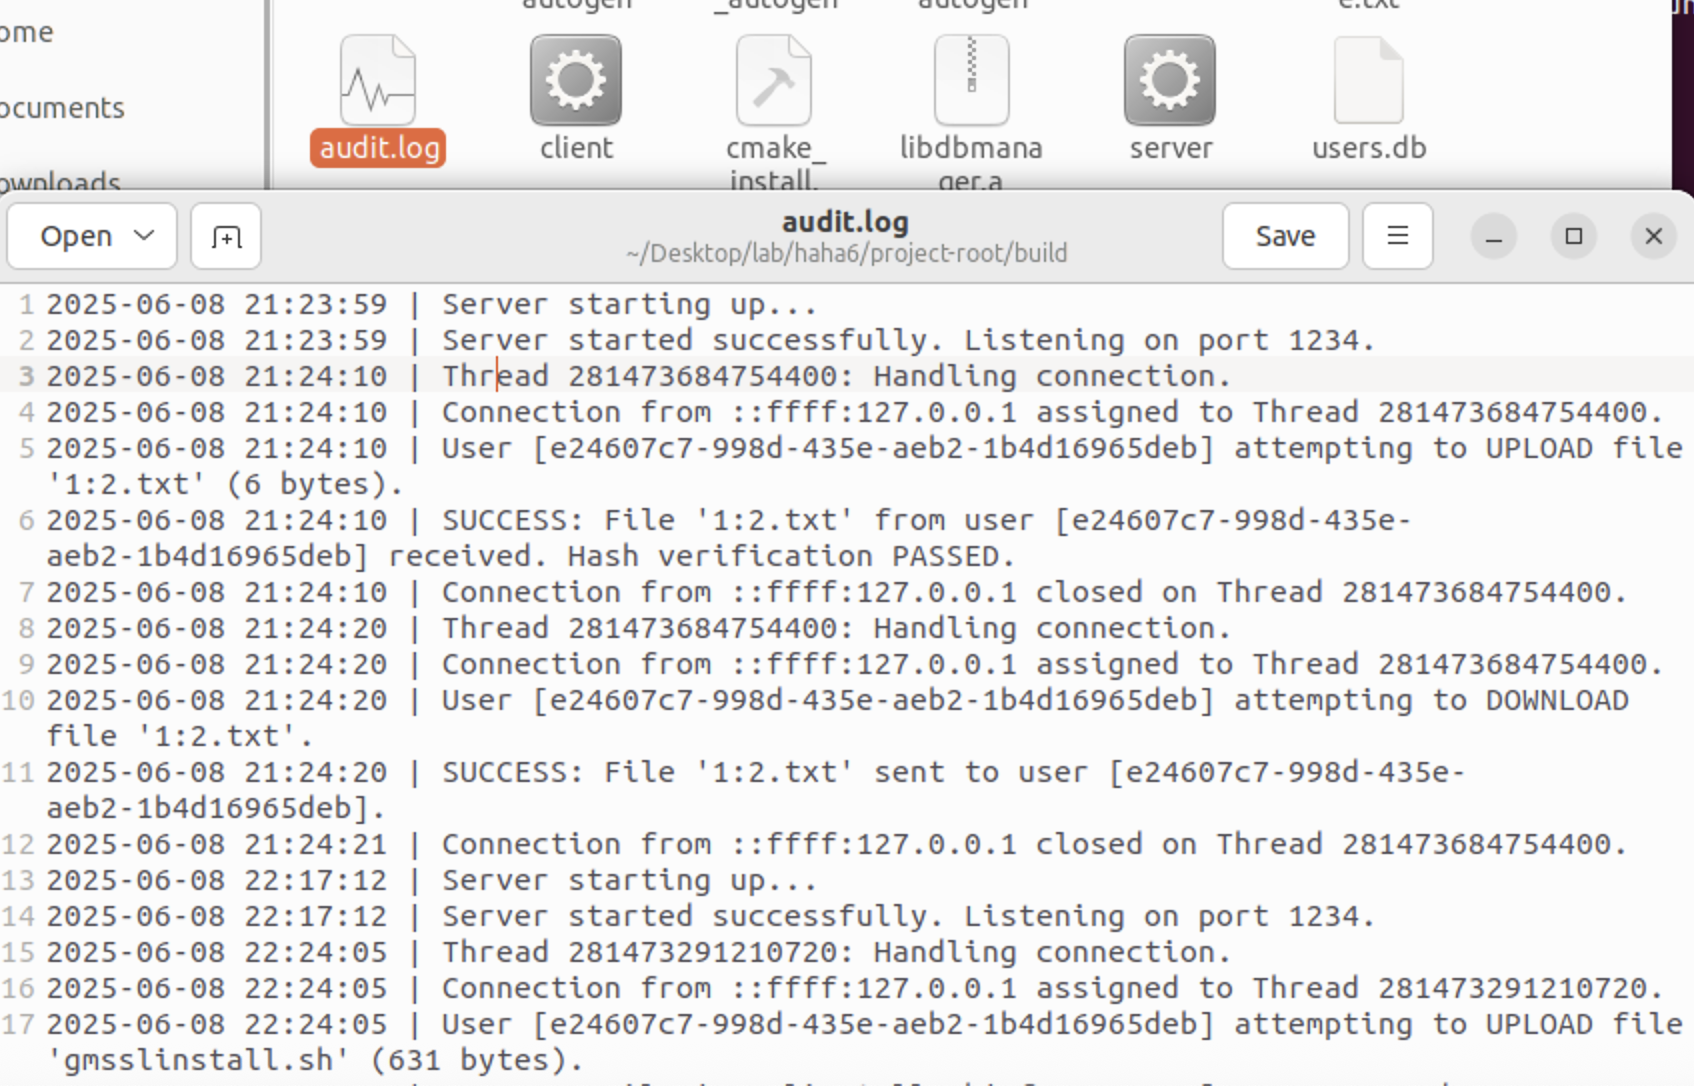 autogen _autogen autogen e.txt
ome
ocuments
ownloads
audit.log client cmake_ libdbmana server users.db
install. ger.a
Open audit.log Save
~/Desktop/lab/haha6/project-root/build
1 2025-06-08 21:23:59 | Server starting up...
2 2025-06-08 21:23:59 | Server started successfully. Listening on port 1234.
3 2025-06-08 21:24:10 | Thread 281473684754400: Handling connection.
4 2025-06-08 21:24:10 | Connection from ::ffff:127.0.0.1 assigned to Thread 281473684754400.
5 2025-06-08 21:24:10 | User [e24607c7-998d-435e-aeb2-1b4d16965deb] attempting to UPLOAD file
'1:2.txt' (6 bytes).
6 2025-06-08 21:24:10 | SUCCESS: File '1:2.txt' from user [e24607c7-998d-435e-
aeb2-1b4d16965deb] received. Hash verification PASSED.
7 2025-06-08 21:24:10 | Connection from ::ffff:127.0.0.1 closed on Thread 281473684754400.
8 2025-06-08 21:24:20 | Thread 281473684754400: Handling connection.
9 2025-06-08 21:24:20 | Connection from ::ffff:127.0.0.1 assigned to Thread 281473684754400.
10 2025-06-08 21:24:20 | User [e24607c7-998d-435e-aeb2-1b4d16965deb] attempting to DOWNLOAD
file '1:2.txt'.
11 2025-06-08 21:24:20 | SUCCESS: File '1:2.txt' sent to user [e24607c7-998d-435e-
aeb2-1b4d16965deb].
12 2025-06-08 21:24:21 | Connection from ::ffff:127.0.0.1 closed on Thread 281473684754400.
13 2025-06-08 22:17:12 | Server starting up...
14 2025-06-08 22:17:12 | Server started successfully. Listening on port 1234.
15 2025-06-08 22:24:05 | Thread 281473291210720: Handling connection.
16 2025-06-08 22:24:05 | Connection from ::ffff:127.0.0.1 assigned to Thread 281473291210720.
17 2025-06-08 22:24:05 | User [e24607c7-998d-435e-aeb2-1b4d16965deb] attempting to UPLOAD file
'gmsslinstall.sh' (631 bytes).